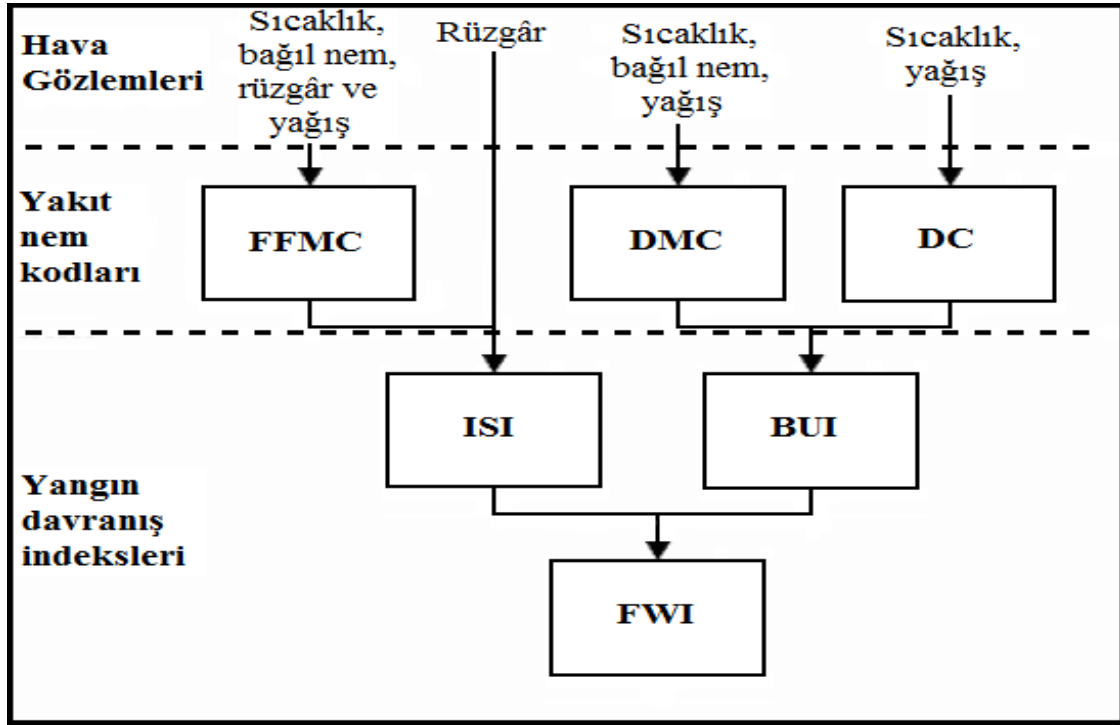 Hava
Gözlemleri
Sıcaklık,
bağıl nem,
rüzgâr ve
yağış
Rüzgâr
Sıcaklık,
bağıl nem,
yağış
Sıcaklık,
yağış
Yakıt
nem
kodları
FFMC
DMC
DC
Yangın
davranış
indeksleri
ISI
BUI
FWI